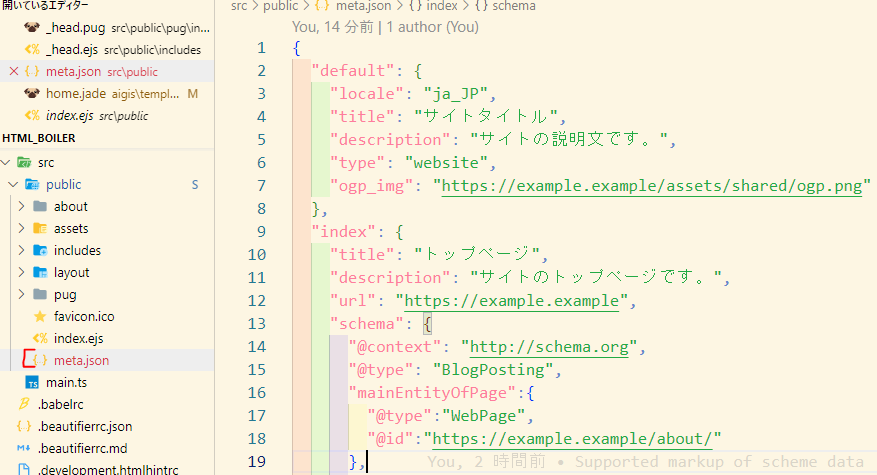 開いているエディター
_head.pug src\public\pug\in...
_head.ejs src\public\includes
meta.json src\public
home.jade aigis\templ... M
index.ejs src\public
HTML_BOILER
src
public S
about
assets
includes
layout
pug
favicon.ico
index.ejs
meta.json
main.ts
.babelrc
.beautifierrc.json
.beautifierrc.md
.development.htmlhintrc
src > public > {} meta.json > {} index > {} schema
You, 14 分前 | 1 author (You)
1 {
2 "default": {
3 "locale": "ja_JP",
4 "title": "サイトタイトル",
5 "description": "サイトの説明文です。",
6 "type": "website",
7 "ogp_img": "https://example.example/assets/shared/ogp.png"
8 },
9 "index": {
10 "title": "トップページ",
11 "description": "サイトのトップページです。",
12 "url": "https://example.example",
13 "schema": {
14 "@context": "http://schema.org",
15 "@type": "BlogPosting",
16 "mainEntityOfPage":{
17 "@type":"WebPage",
18 "@id":"https://example.example/about/"
19 }, You, 2 時間前 • Supported markup of scheme data